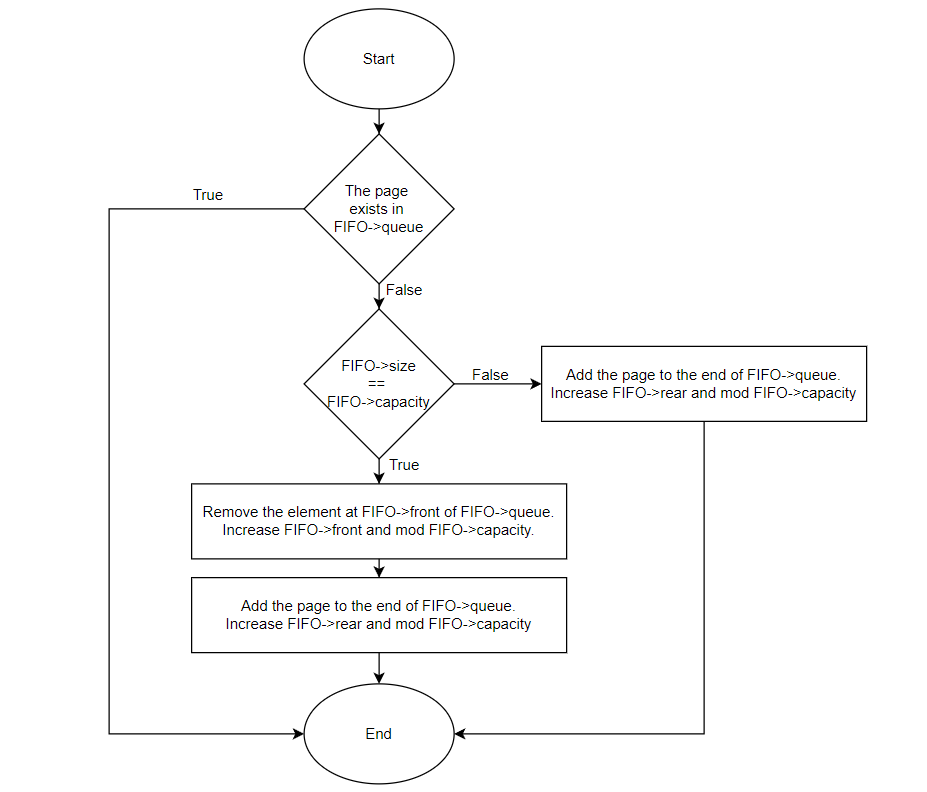 Start
True
The page
exists in
FIFO->queue
False
FIFO->size
==
FIFO->capacity
False
Add the page to the end of FIFO->queue.
Increase FIFO->rear and mod FIFO->capacity
True
Remove the element at FIFO->front of FIFO->queue.
Increase FIFO->front and mod FIFO->capacity.
Add the page to the end of FIFO->queue.
Increase FIFO->rear and mod FIFO->capacity
End